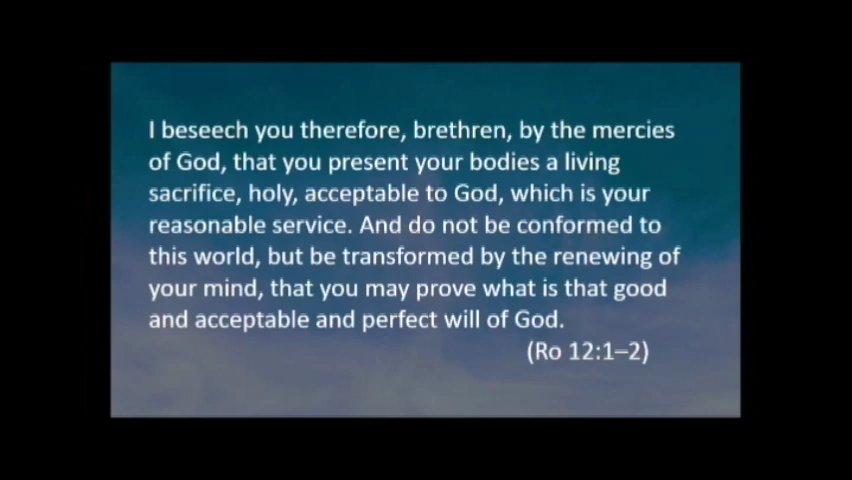 I beseech you therefore, brethren, by the mercies
of God, that you present your bodies a living
sacrifice, holy, acceptable to God, which is your
reasonable service. And do not be conformed to
this world, but be transformed by the renewing of
your mind, that you may prove what is that good
and acceptable and perfect will of God.
(Ro 12:1–2)